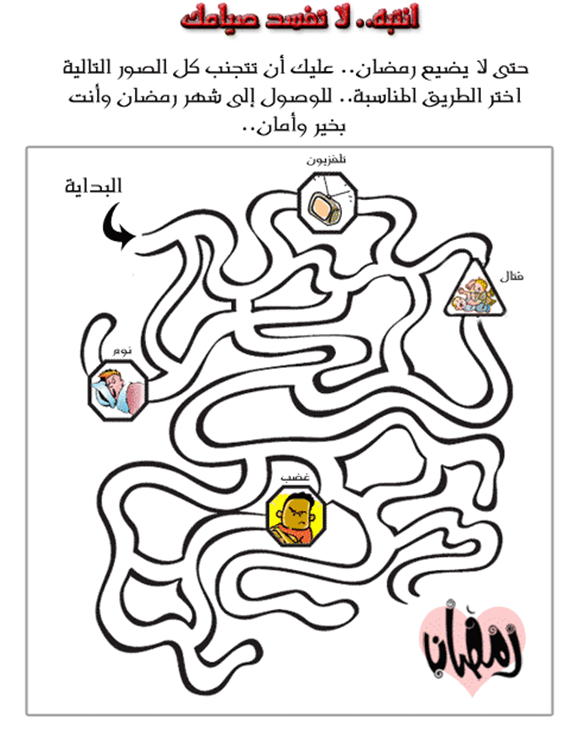 انتبه.. لا تفسد صيامك
حتى لا يضيع رمضان.. عليك أن تتجنب كل الصور التالية
اختر الطريق المناسبة.. للوصول إلى شهر رمضان وأنت
بخير وأمان..
تلفزيون
البداية
قتال
نوم
غضب
رمضان